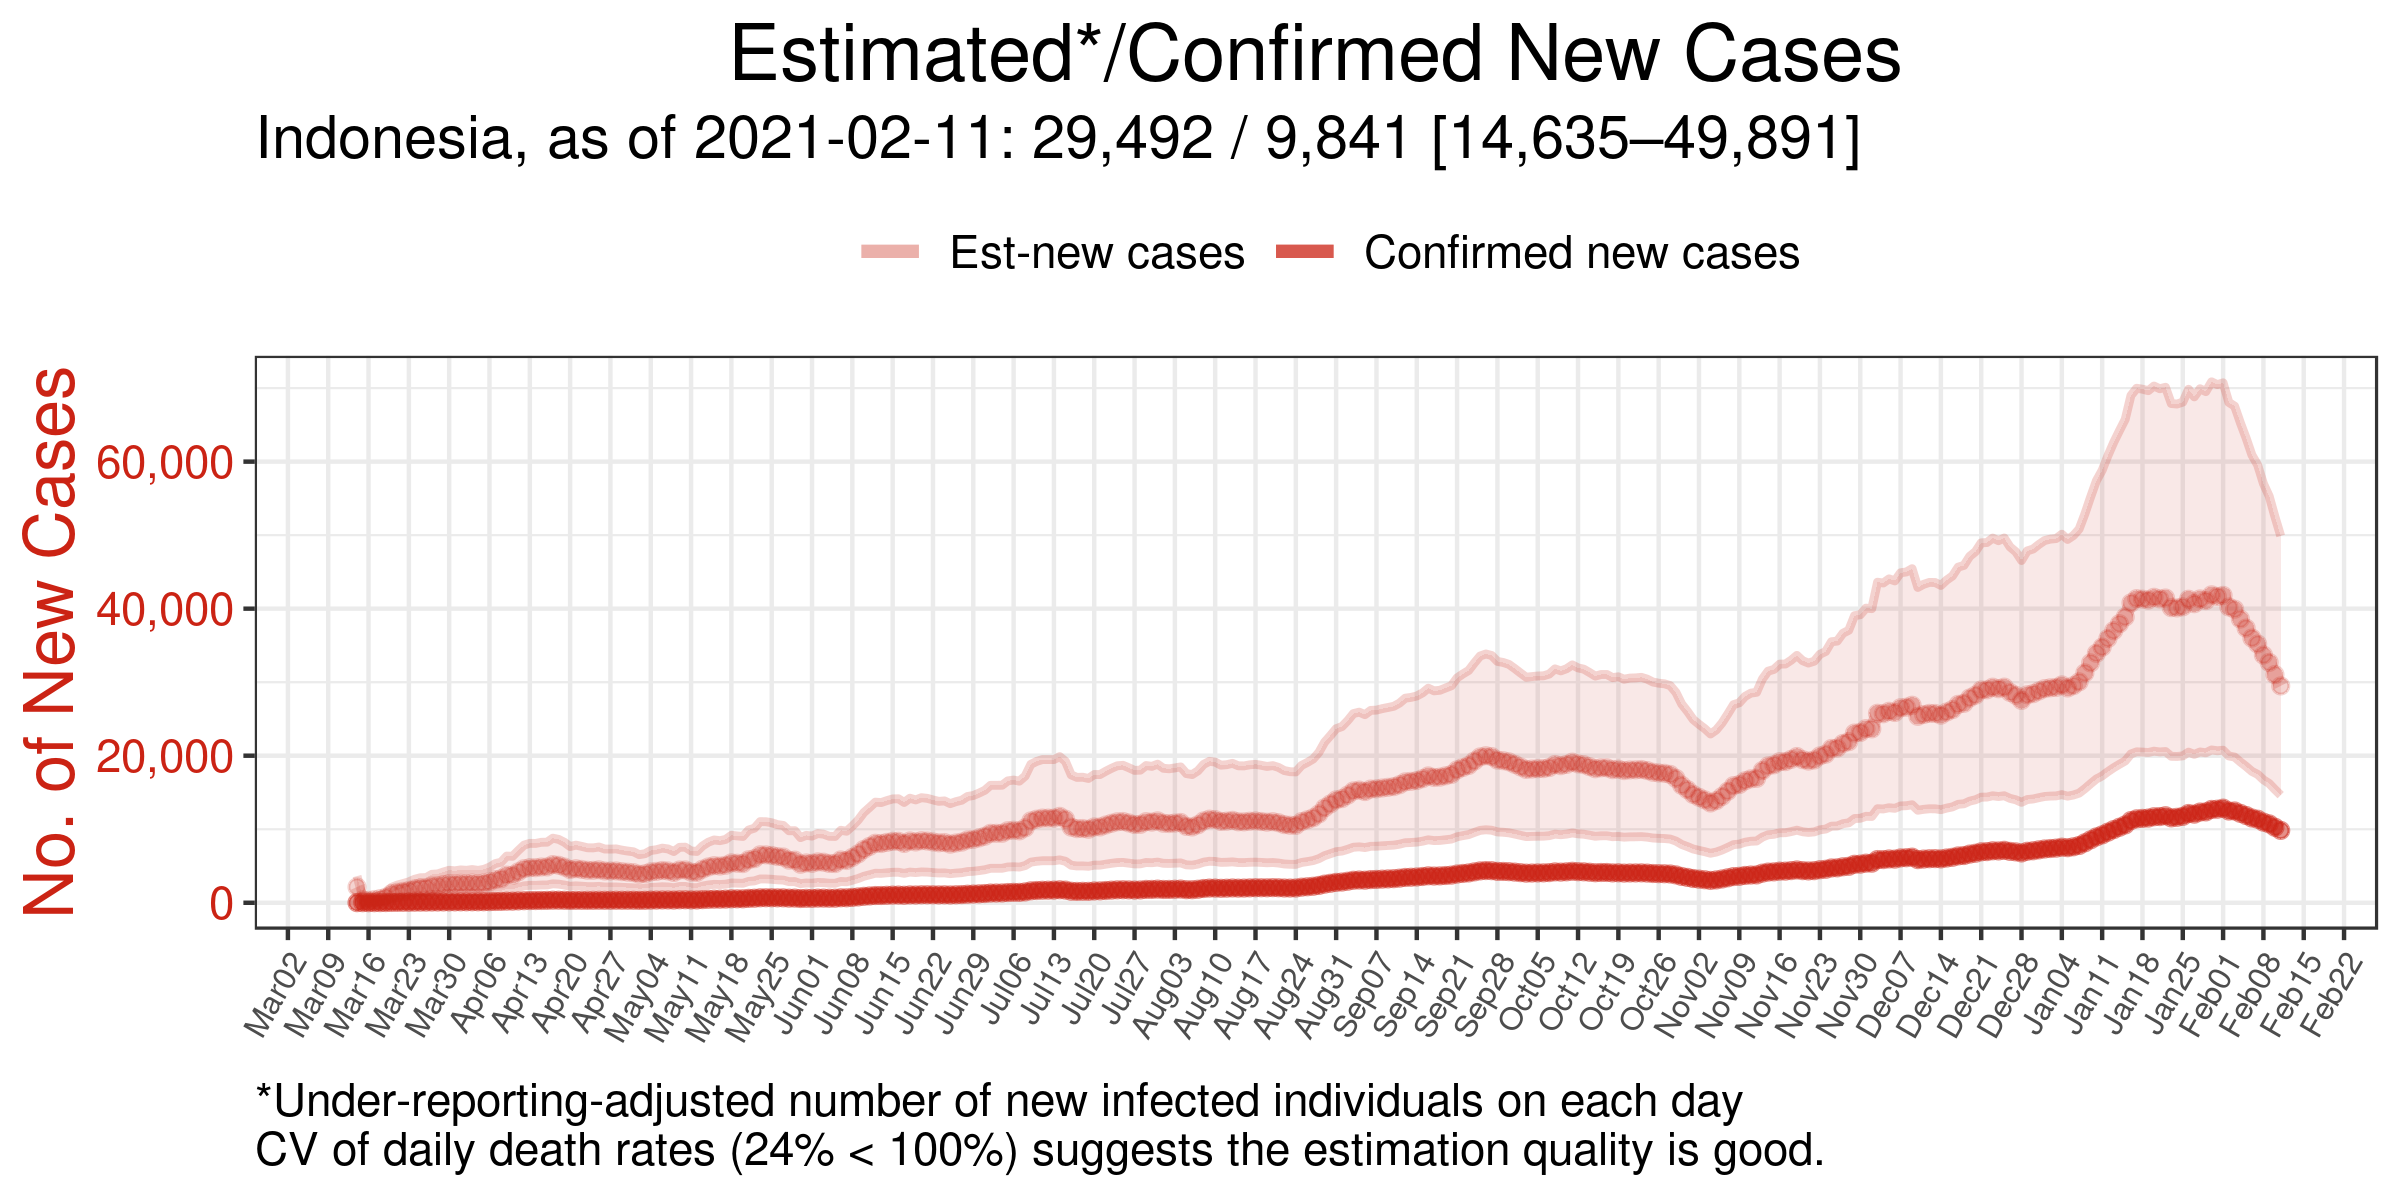 Estimated*/Confirmed New Cases
Indonesia, as of 2021-02-11: 29,492 / 9,841 [14,635–49,891]
Est-new cases
Confirmed new cases
No. of New Cases
60,000
40,000
20,000
0
Mar02
Mar09
Mar16
Mar23
Mar30
Apr06
Apr13
Apr20
Apr27
May04
May11
May18
May25
Jun01
Jun08
Jun15
Jun22
Jun29
Jul06
Jul13
Jul20
Jul27
Aug03
Aug10
Aug17
Aug24
Aug31
Sep07
Sep14
Sep21
Sep28
Oct05
Oct12
Oct19
Oct26
Nov02
Nov09
Nov16
Nov23
Nov30
Dec07
Dec14
Dec21
Dec28
Jan04
Jan11
Jan18
Jan25
Feb01
Feb08
Feb15
Feb22
*Under-reporting-adjusted number of new infected individuals on each day
CV of daily death rates (24% < 100%) suggests the estimation quality is good.